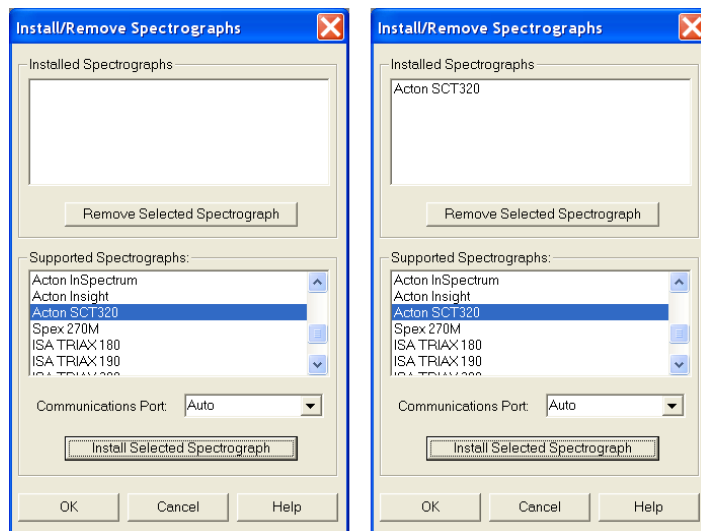 Install/Remove Spectrographs
Installed Spectrographs
Remove Selected Spectrograph
Supported Spectrographs:
Acton InSpectrum
Acton Insight
Acton SCT320
Spex 270M
ISA TRIAX 180
ISA TRIAX 190
Communications Port:
Auto
Install Selected Spectrograph
OK
Cancel
Help
Install/Remove Spectrographs
Installed Spectrographs
Acton SCT320
Remove Selected Spectrograph
Supported Spectrographs:
Acton InSpectrum
Acton Insight
Acton SCT320
Spex 270M
ISA TRIAX 180
ISA TRIAX 190
Communications Port:
Auto
Install Selected Spectrograph
OK
Cancel
Help